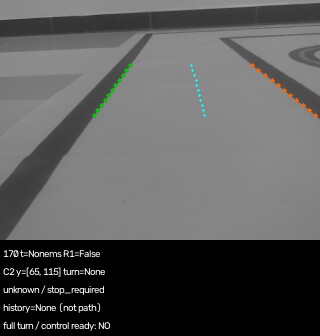 170 t=Nonems R1=False
C2 y=[65, 115] turn=None
unknown / stop_required
history=None (not path)
full turn / control ready: NO